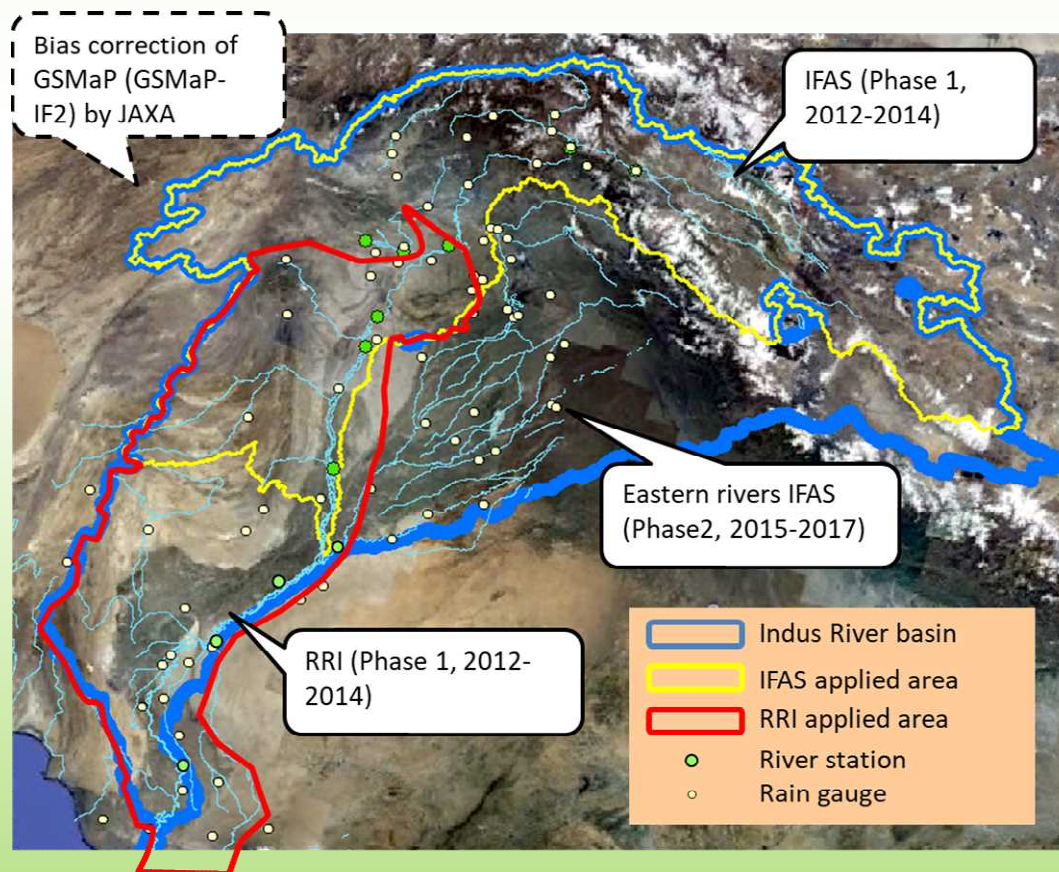 Bias correction of
GSMaP (GSMaP-
IF2) by JAXA
IFAS (Phase 1,
2012-2014)
Eastern rivers IFAS
(Phase2, 2015-2017)
RRI (Phase 1, 2012-
2014)
Indus River basin
IFAS applied area
RRI applied area
River station
Rain gauge